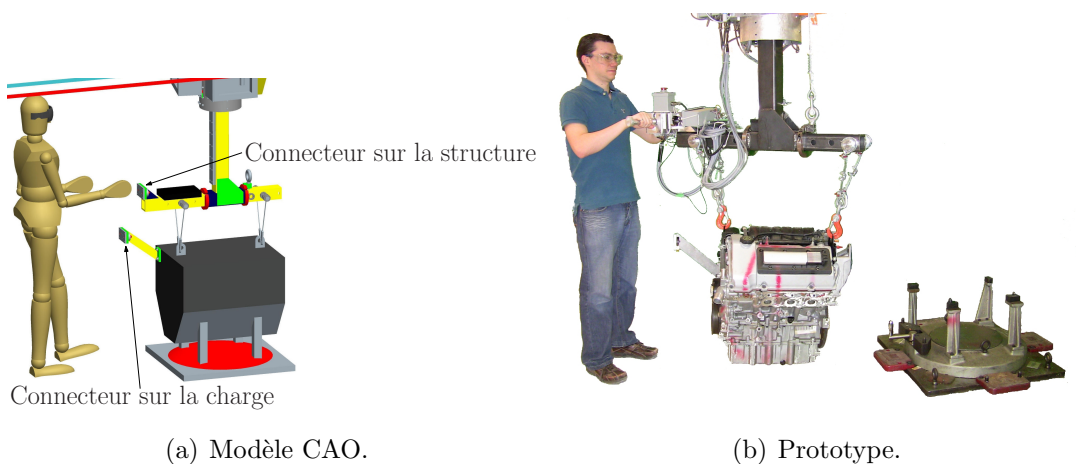 Connecteur sur la structure
Connecteur sur la charge
(a) Modèle CAO.
(b) Prototype.